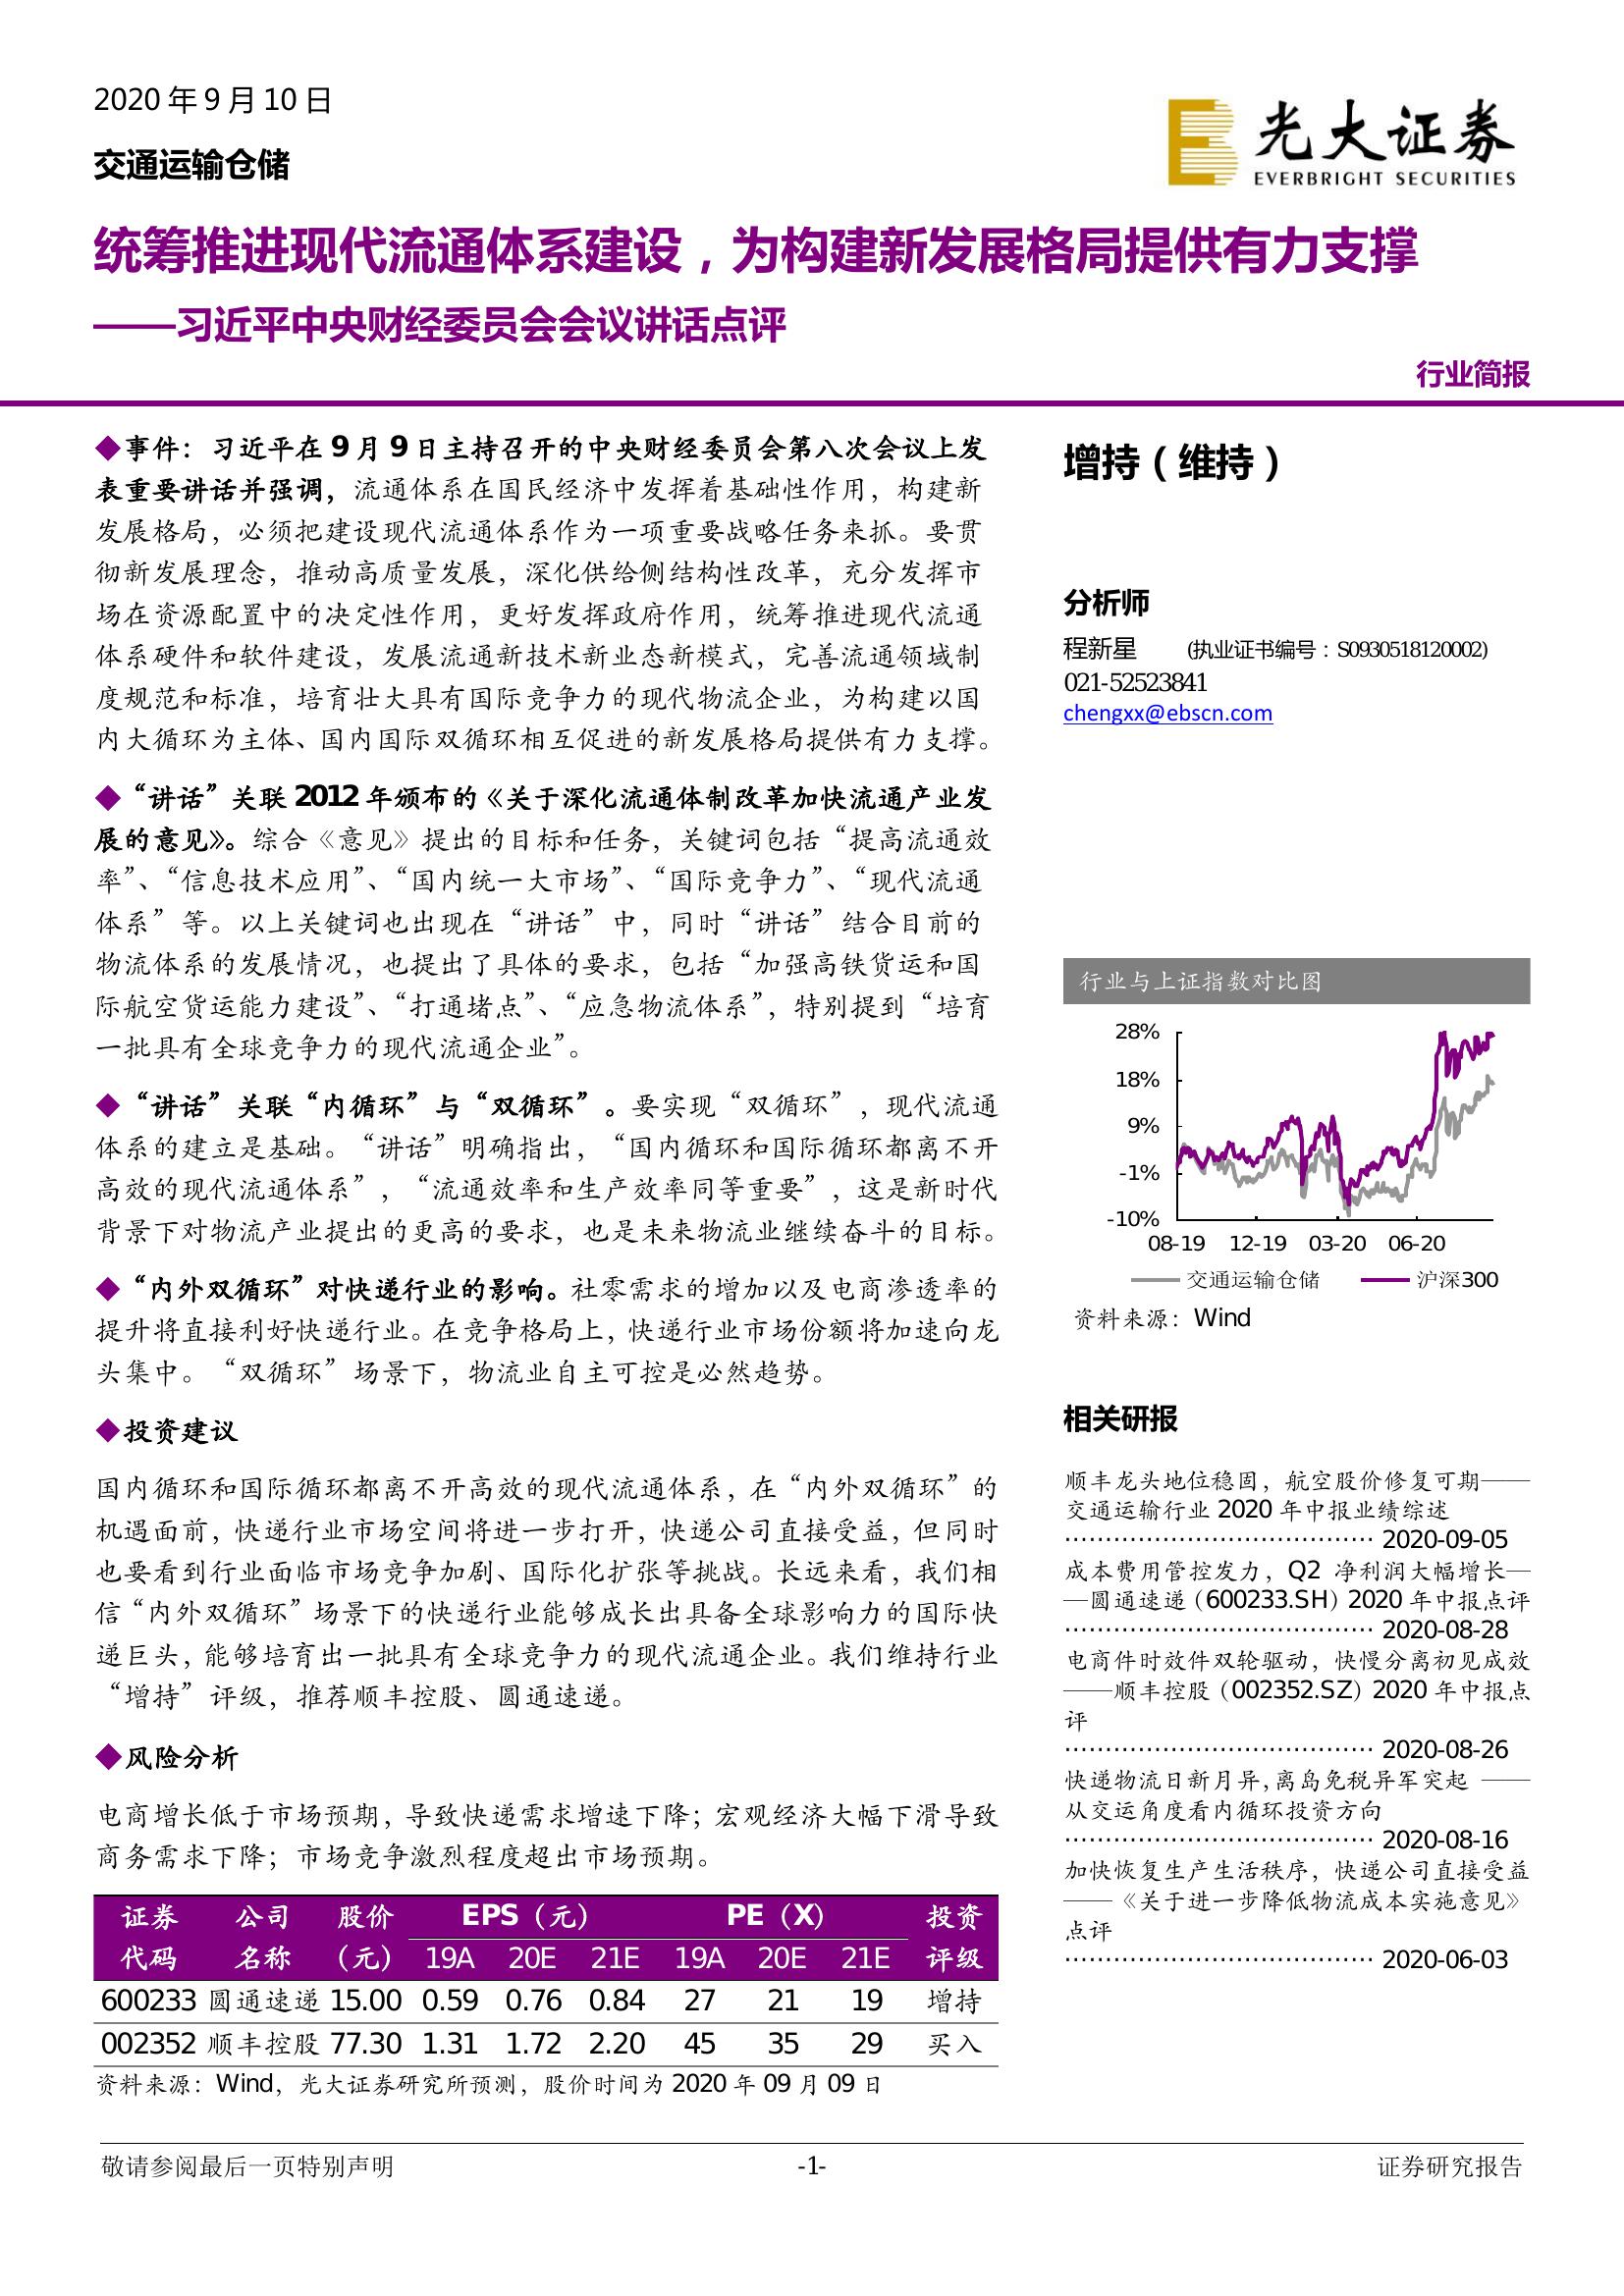 2020 年 9 月 10 日
交通运输仓储
光大证券
EVERBRIGHT SECURITIES
统筹推进现代流通体系建设，为构建新发展格局提供有力支撑
——习近平中央财经委员会会议讲话点评
行业简报
◆事件：习近平在 9 月 9 日主持召开的中央财经委员会第八次会议上发
表重要讲话并强调，流通体系在国民经济中发挥着基础性作用，构建新
发展格局，必须把建设现代流通体系作为一项重要战略任务来抓。要贯
彻新发展理念，推动高质量发展，深化供给侧结构性改革，充分发挥市
场在资源配置中的决定性作用，更好发挥政府作用，统筹推进现代流通
体系硬件和软件建设，发展流通新技术新业态新模式，完善流通领域制
度规范和标准，培育壮大具有国际竞争力的现代物流企业，为构建以国
内大循环为主体、国内国际双循环相互促进的新发展格局提供有力支撑。
◆“讲话”关联 2012 年颁布的《关于深化流通体制改革加快流通产业发
展的意见》。综合《意见》提出的目标和任务，关键词包括“提高流通效
率”、“信息技术应用”、“国内统一大市场”、“国际竞争力”、“现代流通
体系”等。以上关键词也出现在“讲话”中，同时“讲话”结合目前的
物流体系的发展情况，也提出了具体的要求，包括“加强高铁货运和国
际航空货运能力建设”、“打通堵点”、“应急物流体系”，特别提到“培育
一批具有全球竞争力的现代流通企业”。
◆“讲话”关联“内循环”与“双循环”。要实现“双循环”，现代流通
体系的建立是基础。“讲话”明确指出，“国内循环和国际循环都离不开
高效的现代流通体系”，“流通效率和生产效率同等重要”，这是新时代
背景下对物流产业提出的更高的要求，也是未来物流业继续奋斗的目标。
◆“内外双循环”对快递行业的影响。社零需求的增加以及电商渗透率的
提升将直接利好快递行业。在竞争格局上，快递行业市场份额将加速向龙
头集中。“双循环”场景下，物流业自主可控是必然趋势。
◆投资建议
国内循环和国际循环都离不开高效的现代流通体系，在“内外双循环”的
机遇面前，快递行业市场空间将进一步打开，快递公司直接受益，但同时
也要看到行业面临市场竞争加剧、国际化扩张等挑战。长远来看，我们相
信“内外双循环”场景下的快递行业能够成长出具备全球影响力的国际快
递巨头，能够培育出一批具有全球竞争力的现代流通企业。我们维持行业
“增持”评级，推荐顺丰控股、圆通速递。
◆风险分析
电商增长低于市场预期，导致快递需求增速下降；宏观经济大幅下滑导致
商务需求下降；市场竞争激烈程度超出市场预期。
证券 公司 股价 EPS（元） PE（X） 投资
代码 名称 （元） 19A 20E 21E 19A 20E 21E 评级
600233 圆通速递 15.00 0.59 0.76 0.84 27 21 19 增持
002352 顺丰控股 77.30 1.31 1.72 2.20 45 35 29 买入
资料来源：Wind，光大证券研究所预测，股价时间为 2020 年 09 月 09 日
增持（维持）
分析师
程新星 (执业证书编号：S0930518120002)
021-52523841
chengxx@ebscn.com
行业与上证指数对比图
28%
18%
9%
-1%
-10%
08-19 12-19 03-20 06-20
交通运输仓储 沪深300
资料来源：Wind
相关研报
顺丰龙头地位稳固，航空股价修复可期——
交通运输行业 2020 年中报业绩综述
····································· 2020-09-05
成本费用管控发力，Q2 净利润大幅增长—
—圆通速递（600233.SH）2020 年中报点评
····································· 2020-08-28
电商件时效件双轮驱动，快慢分离初见成效
——顺丰控股（002352.SZ）2020 年中报点
评
····································· 2020-08-26
快递物流日新月异,离岛免税异军突起 ——
从交运角度看内循环投资方向
····································· 2020-08-16
加快恢复生产生活秩序，快递公司直接受益
——《关于进一步降低物流成本实施意见》
点评
····································· 2020-06-03
敬请参阅最后一页特别声明 -1- 证券研究报告